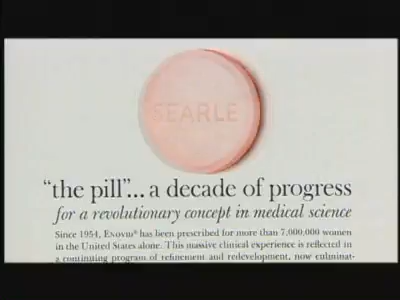 SEARLE
"the pill"... a decade of progress
for a revolutionary concept in medical science
Since 1954, ENOVID® has been prescribed for more than 7,000,000 women
in the United States alone. This massive clinical experience is reflected in
a continuing program of refinement and redevelopment, now culminat-